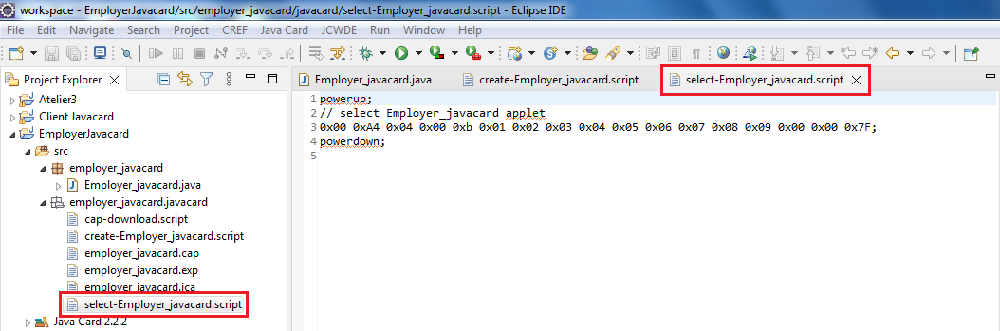 workspace - EmployerJavacard/src/employer_javacard/javacard/select-Employer_javacard.script - Eclipse IDE
File Edit Navigate Search Project CREF Java Card JCWDE Run Window Help
Project Explorer
Employer_javacard.java create-Employer_javacard.script select-Employer_javacard.script
Atelier3
Client Javacard
EmployerJavacard
src
employer_javacard
Employer_javacard.java
employer_javacard.javacard
cap-download.script
create-Employer_javacard.script
employer_javacard.cap
employer_javacard.exp
employer_javacard.jca
select-Employer_javacard.script
Java Card 2.2.2
1 powerup;
2 // select Employer_javacard applet
3 0x00 0xA4 0x04 0x00 0xb 0x01 0x02 0x03 0x04 0x05 0x06 0x07 0x08 0x09 0x00 0x00 0x7F;
4 powerdown;
5